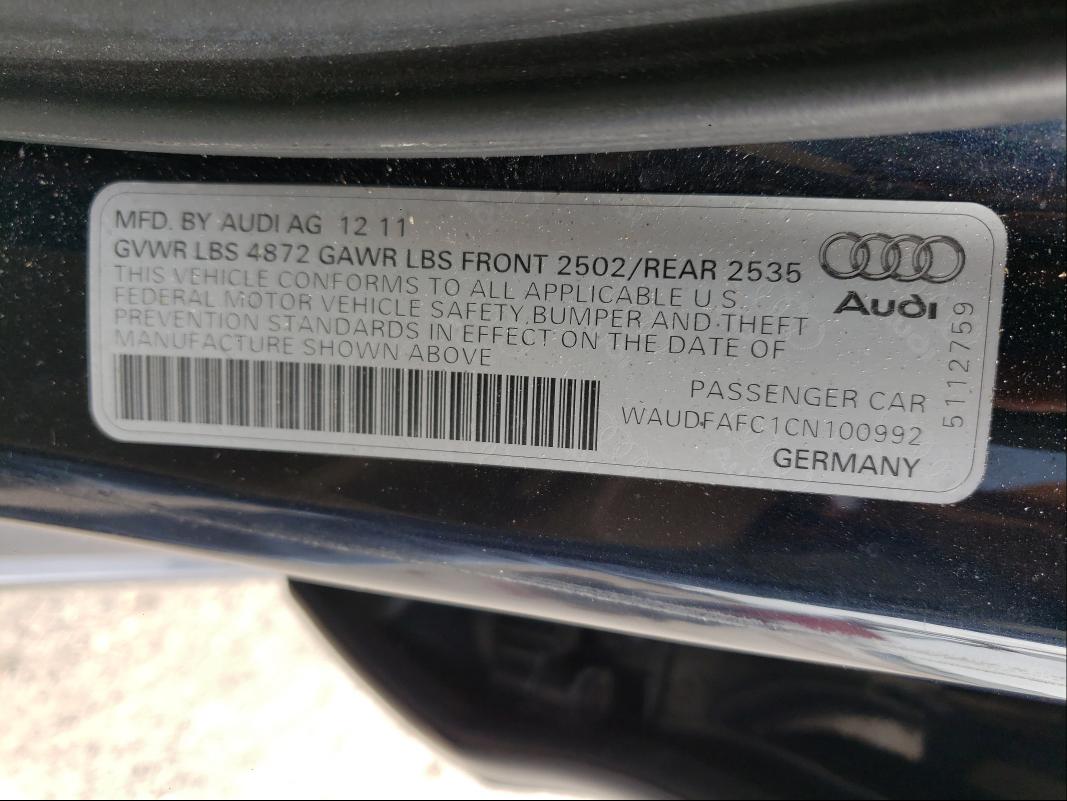 MFD. BY AUDI AG 12 11
GVWR LBS 4872 GAWR LBS FRONT 2502/REAR 2535
THIS VEHICLE CONFORMS TO ALL APPLICABLE U.S.
FEDERAL MOTOR VEHICLE SAFETY,BUMPER AND THEFT
PREVENTION STANDARDS IN EFFECT ON THE DATE OF
MANUFACTURE SHOWN ABOVE
Audi
5112759
PASSENGER CAR
WAUDFAFC1CN100992
GERMANY